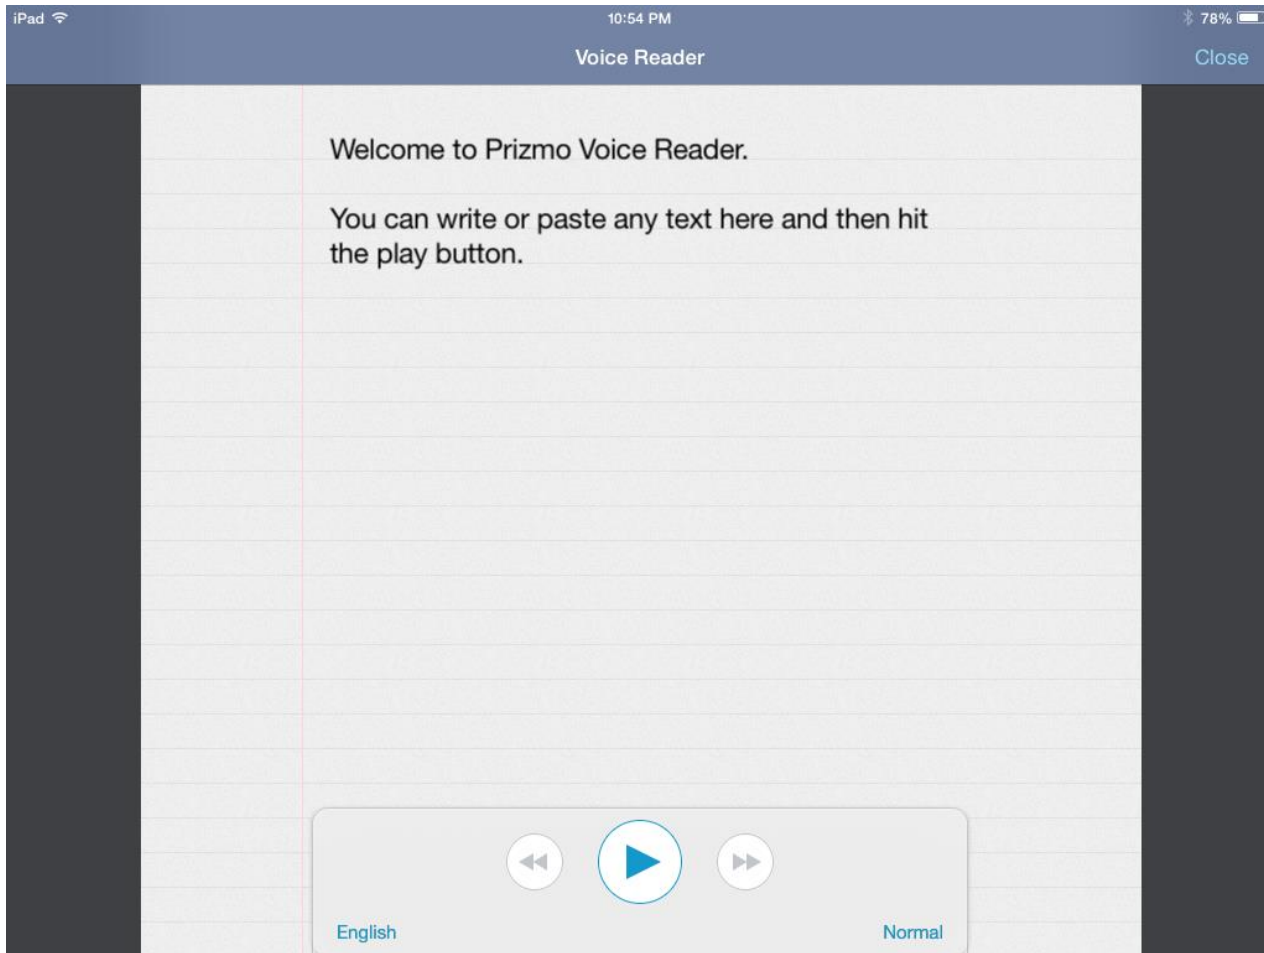 iPad 10:54 PM 78%
Voice Reader Close
Welcome to Prizmo Voice Reader.
You can write or paste any text here and then hit
the play button.
English Normal